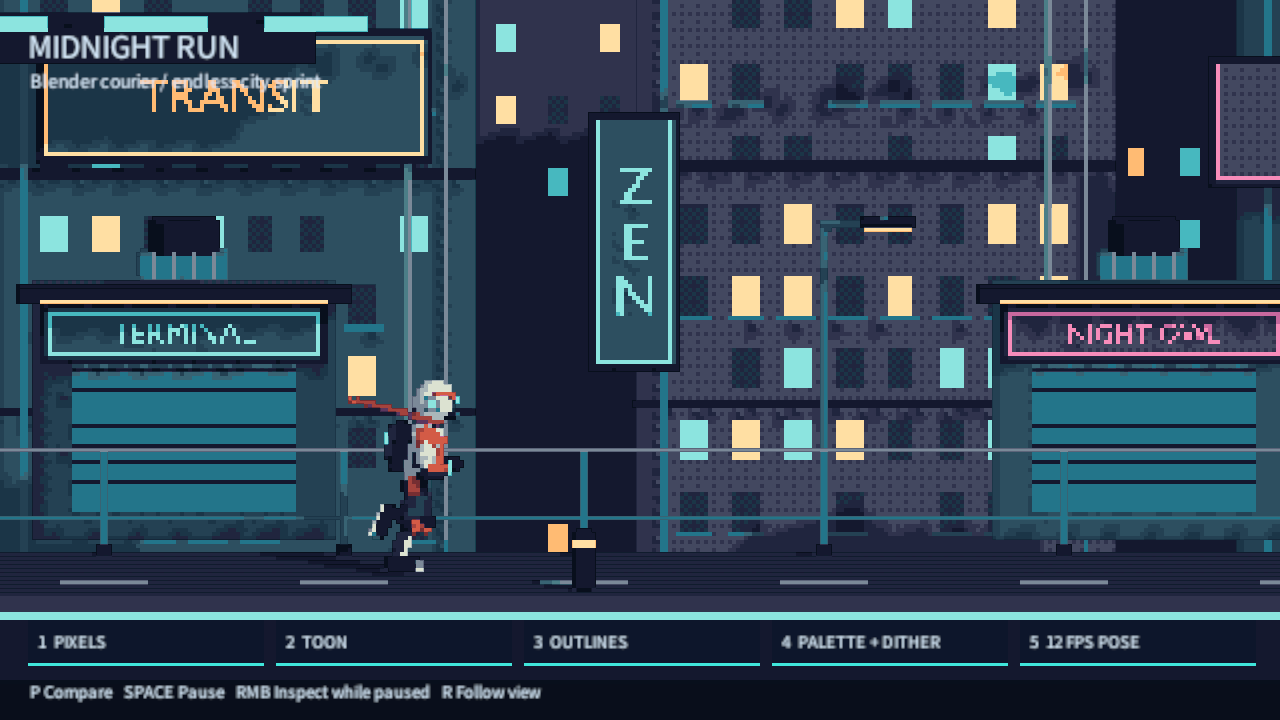 MIDNIGHT RUN
Blender courier / endless city sprint
TRANSIT
ZEN
TERMINAL
NIGHT OWL
1 PIXELS
2 TOON
3 OUTLINES
4 PALETTE + DITHER
5 12 FPS POSE
P Compare SPACE Pause RMB Inspect while paused R Follow view